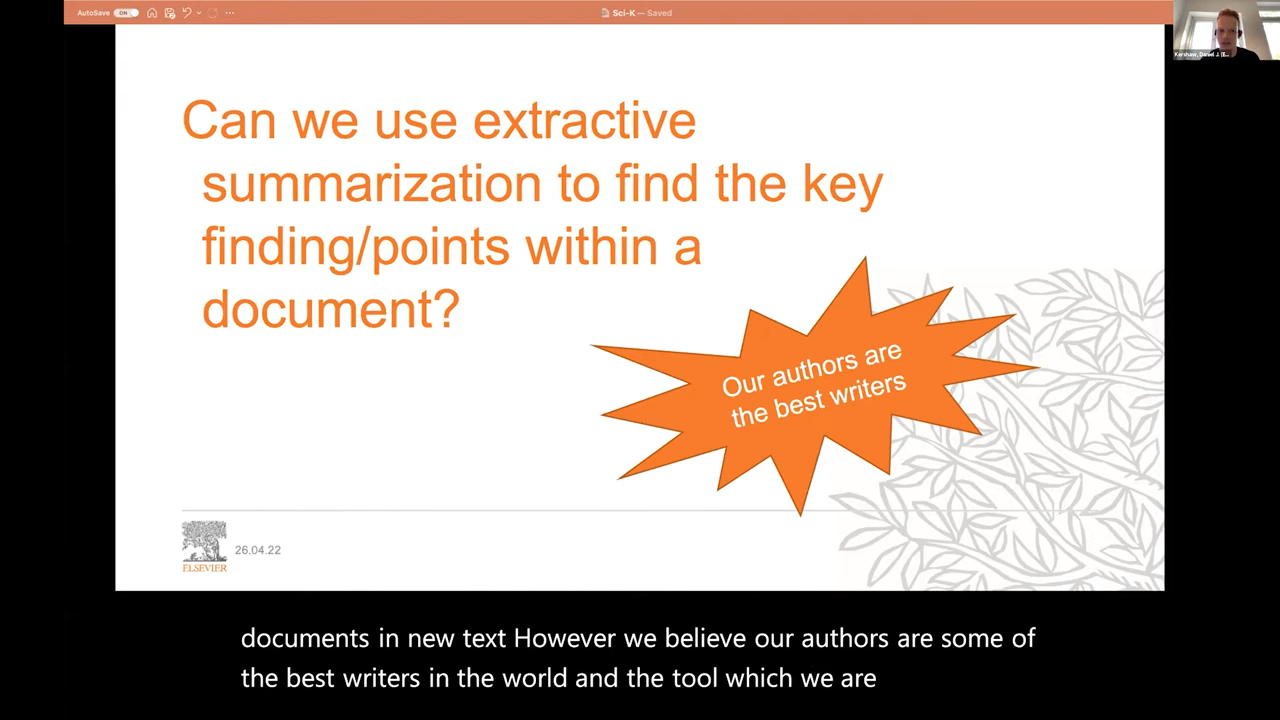 AutoSave ON
Sci-K — Saved
Kershaw, Daniel J. (E...
Can we use extractive
summarization to find the key
finding/points within a
document?
Our authors are
the best writers
ELSEVIER
26.04.22
documents in new text However we believe our authors are some of
the best writers in the world and the tool which we are